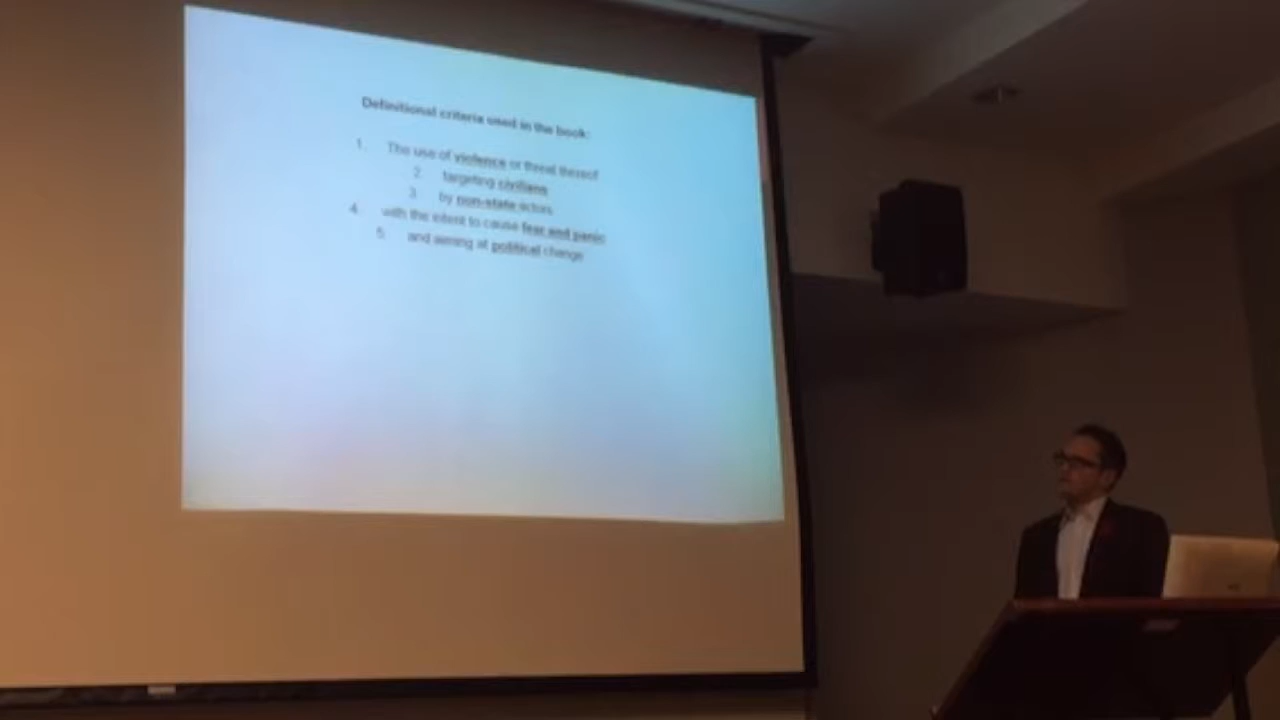 Definitional criteria used in the book:
1. The use of violence or threat thereof
2. targeting civilians
3. by non-state actors
4. with the intent to cause fear and panic
5. and aiming at political change